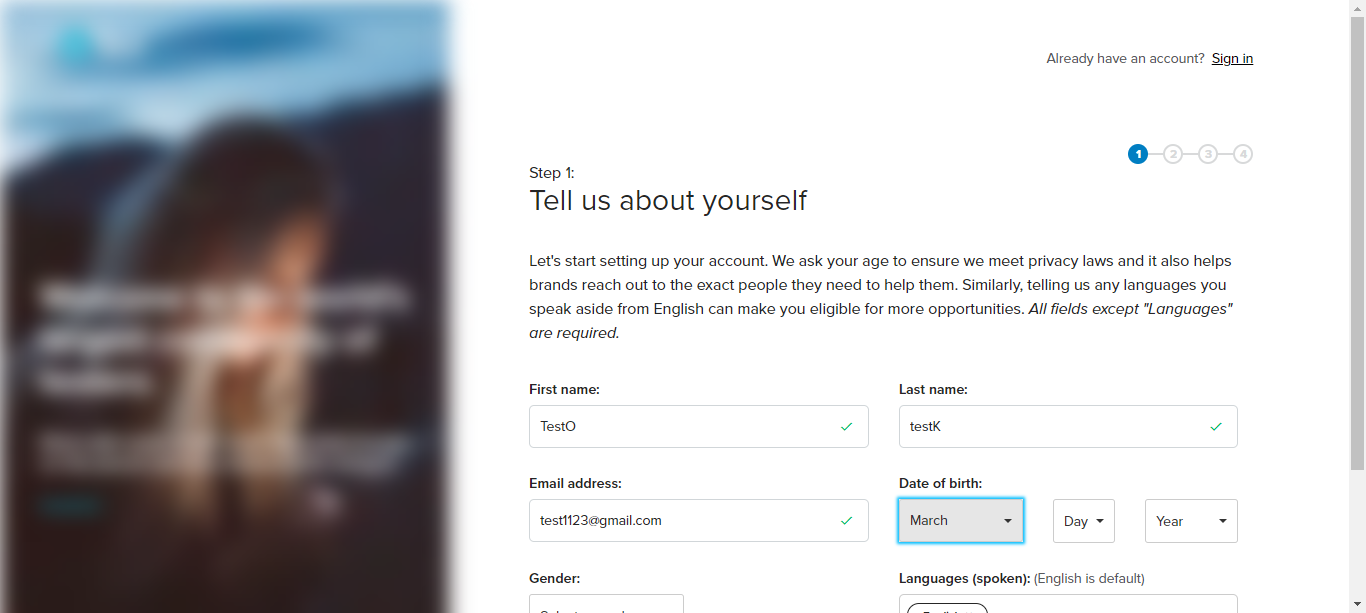 Already have an account? Sign in
1 2 3 4
Step 1:
Tell us about yourself
Let's start setting up your account. We ask your age to ensure we meet privacy laws and it also helps
brands reach out to the exact people they need to help them. Similarly, telling us any languages you
speak aside from English can make you eligible for more opportunities. All fields except "Languages"
are required.
First name:
Last name:
TestO
testK
Email address:
Date of birth:
test1123@gmail.com
March
Day
Year
Gender:
Languages (spoken): (English is default)